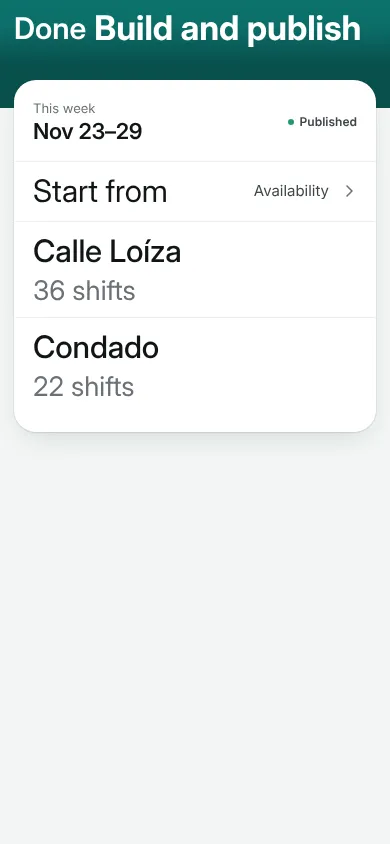 Done Build and publish
This week
Nov 23–29
Published
Start from
Availability
Calle Loíza
36 shifts
Condado
22 shifts